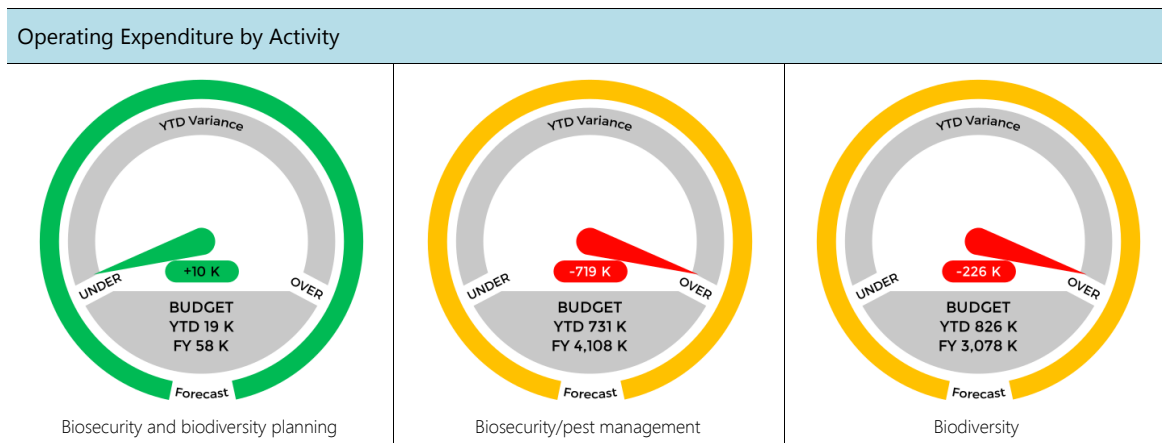 Operating Expenditure by Activity
YTD Variance
+10 K
UNDER
OVER
BUDGET
YTD 19 K
FY 58 K
Forecast
Biosecurity and biodiversity planning
YTD Variance
-719 K
UNDER
OVER
BUDGET
YTD 731 K
FY 4,108 K
Forecast
Biosecurity/pest management
YTD Variance
-226 K
UNDER
OVER
BUDGET
YTD 826 K
FY 3,078 K
Forecast
Biodiversity